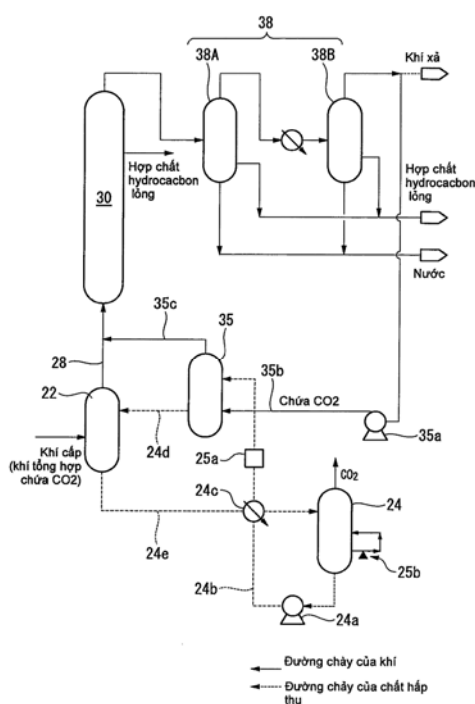 38
38A
38B
Khí xả
Hợp chất
hydrocacbon
lỏng
30
Hợp chất
hydrocacbon
lỏng
Nước
35c
35
28
35b
22
Chứa CO2
24d
35a
Khí cấp
(khí tổng hợp
chứa CO2)
25a
CO₂
24c
24
24e
24b
25b
24a
Đường chảy của khí
Đường chảy của chất hấp
thụ